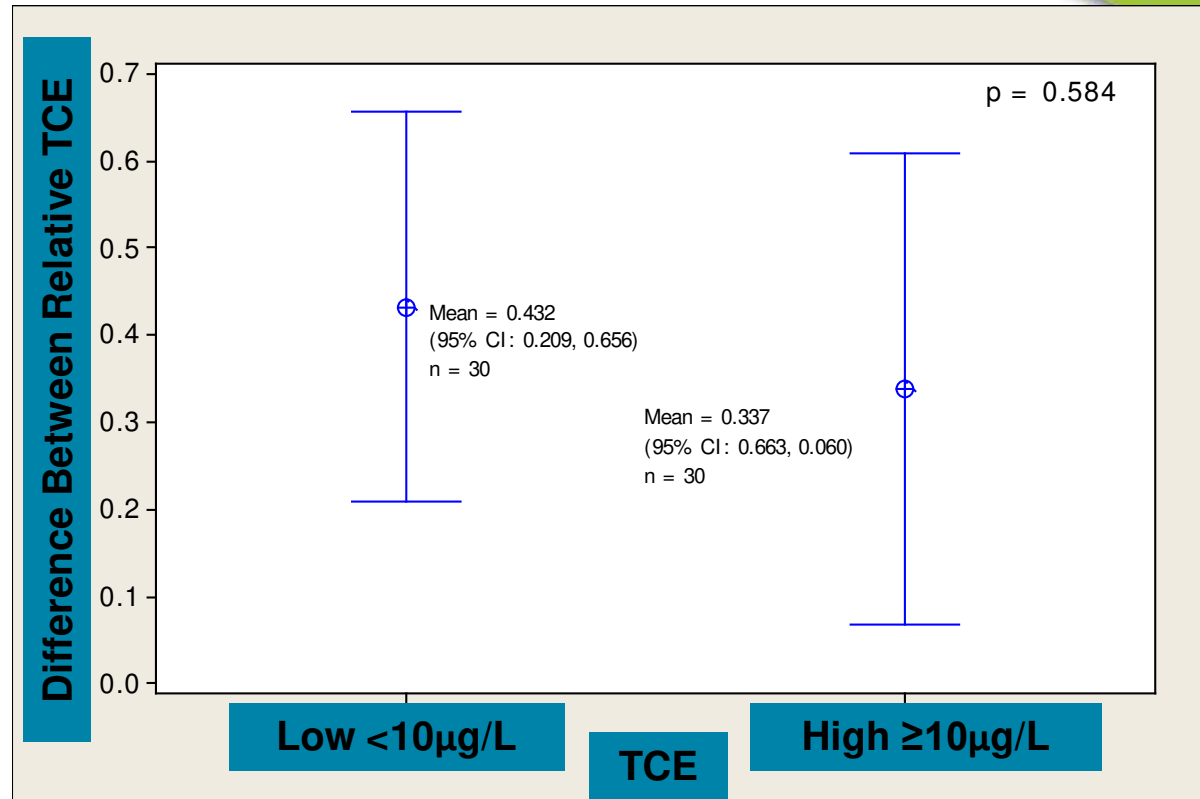 Difference Between Relative TCE
0.7
0.6
0.5
0.4
0.3
0.2
0.1
0.0
p = 0.584
Mean = 0.432
(95% CI: 0.209, 0.656)
n = 30
Mean = 0.337
(95% CI: 0.663, 0.060)
n = 30
Low <10µg/L
High ≥10µg/L
TCE